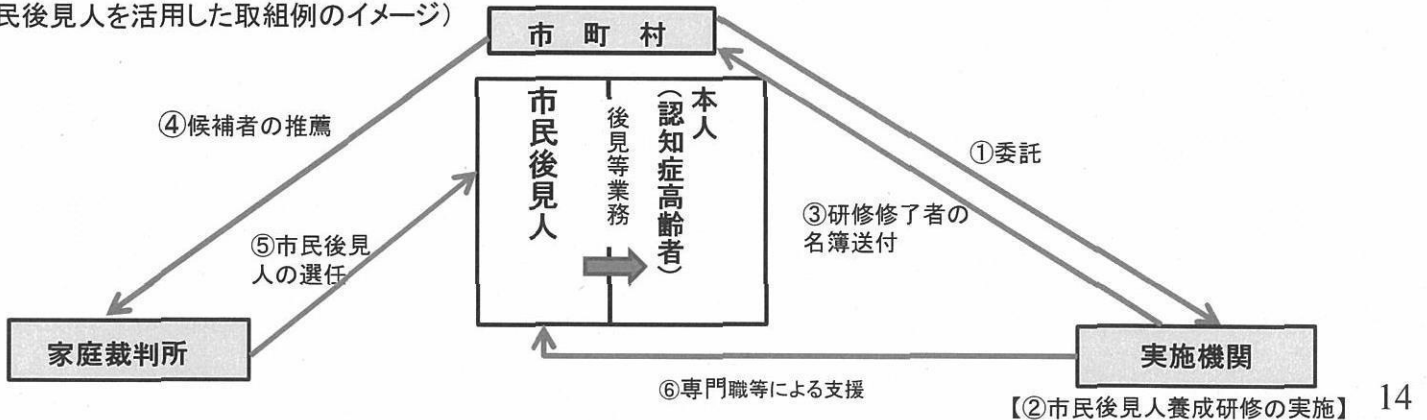 民後見人を活用した取組例のイメージ)
市 町 村
④候補者の推薦
①委託
本人
(認知症高齢者)
後見等業務
市民後見人
③研修修了者の
名簿送付
⑤市民後見
人の選任
家庭裁判所
実施機関
⑥専門職等による支援
【②市民後見人養成研修の実施】
14